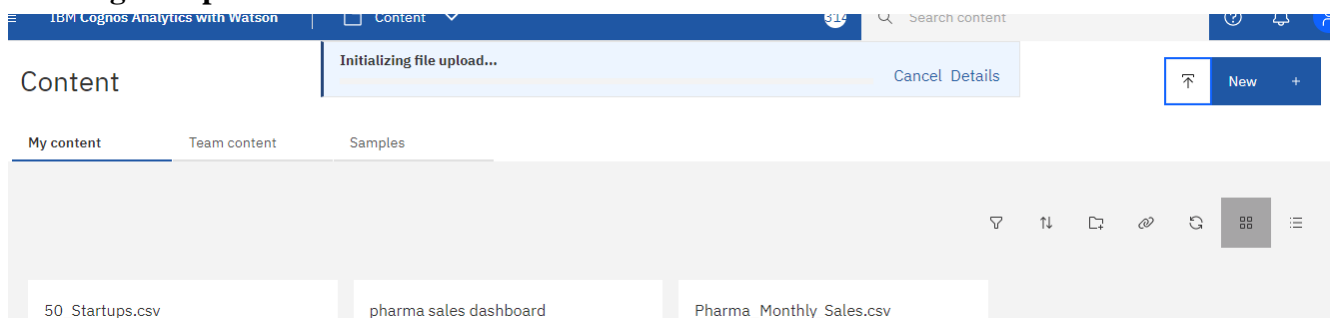 IBM Cognos Analytics with Watson
Content
314
Search content
Initializing file upload...
Cancel Details
Content
New +
My content
Team content
Samples
50_Startups.csv
pharma sales dashboard
Pharma_Monthly_Sales.csv